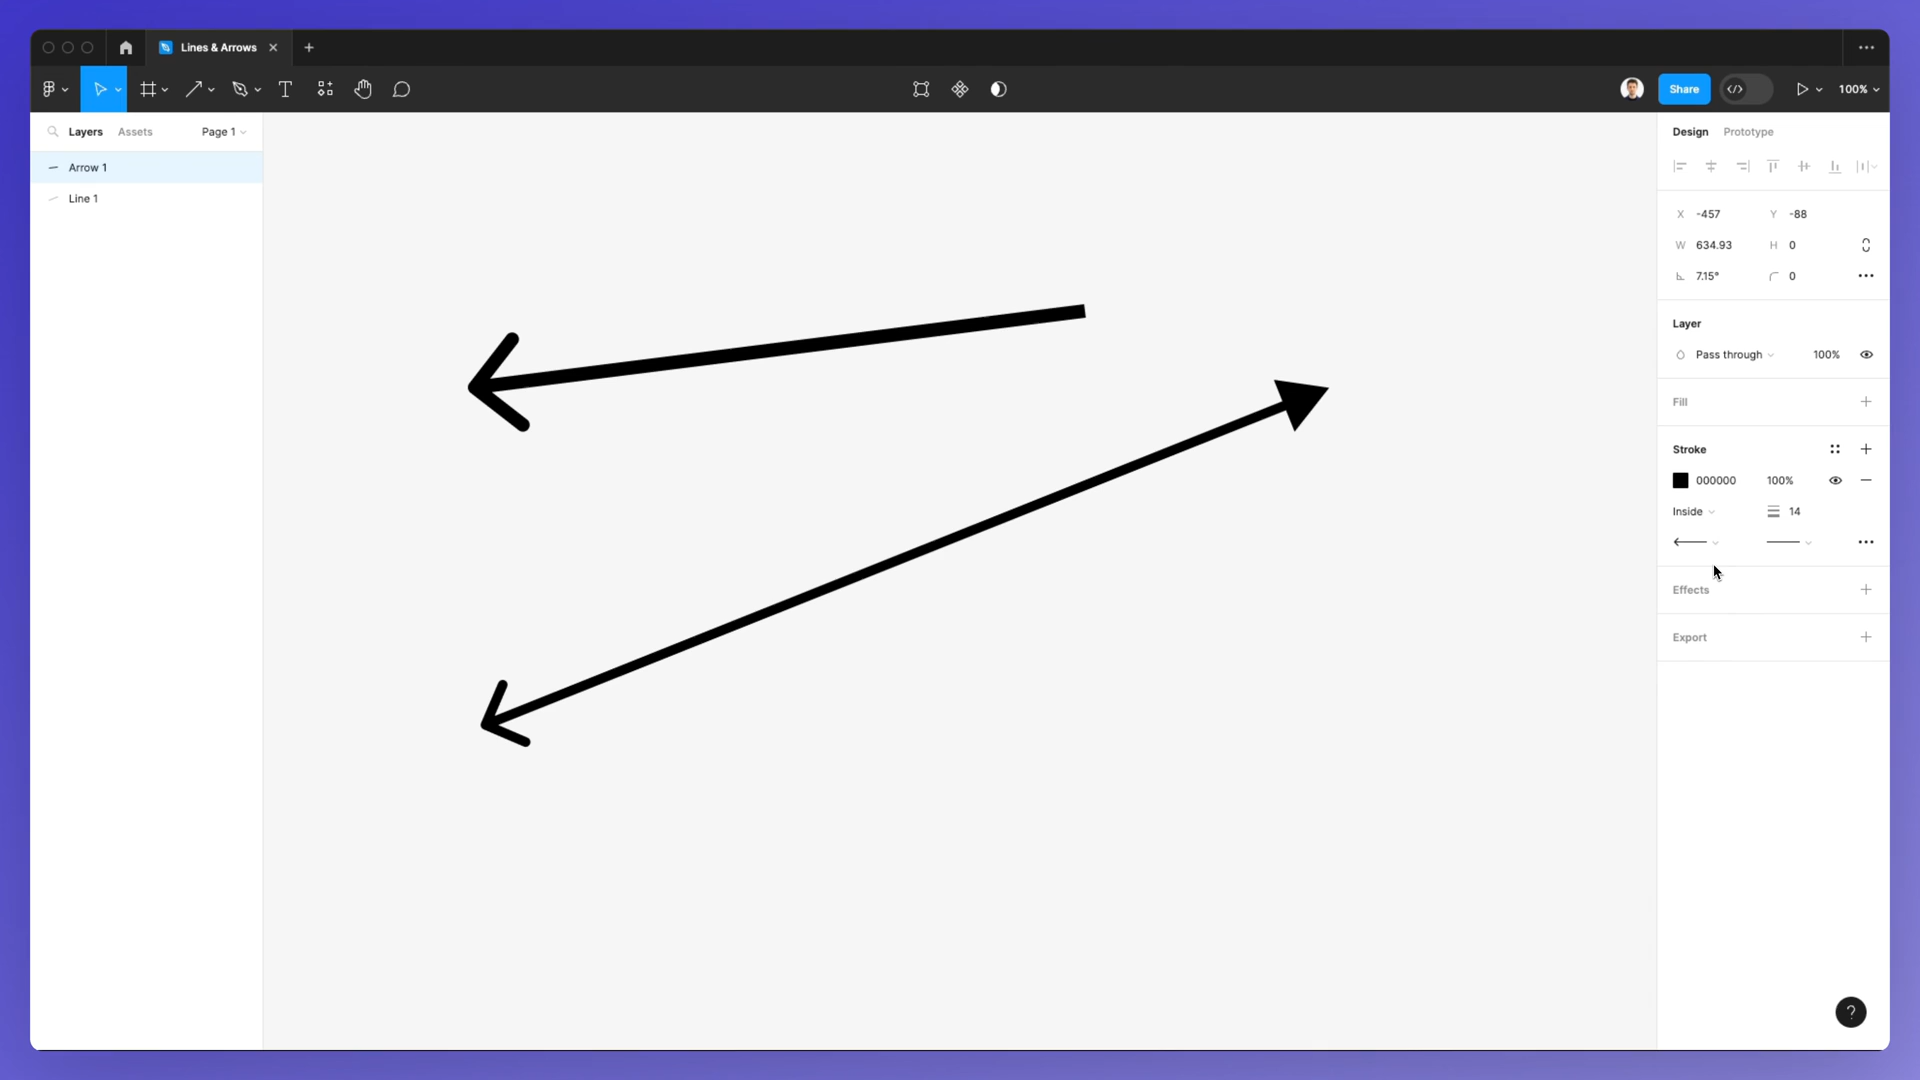 Lines & Arrows
Share
100%
Layers
Assets
Page 1
Design
Prototype
Arrow 1
Line 1
X -457
Y -88
W 634.93
H 0
7.15°
0
Layer
Pass through
100%
Fill
Stroke
000000
100%
Inside
14
Effects
Export
?